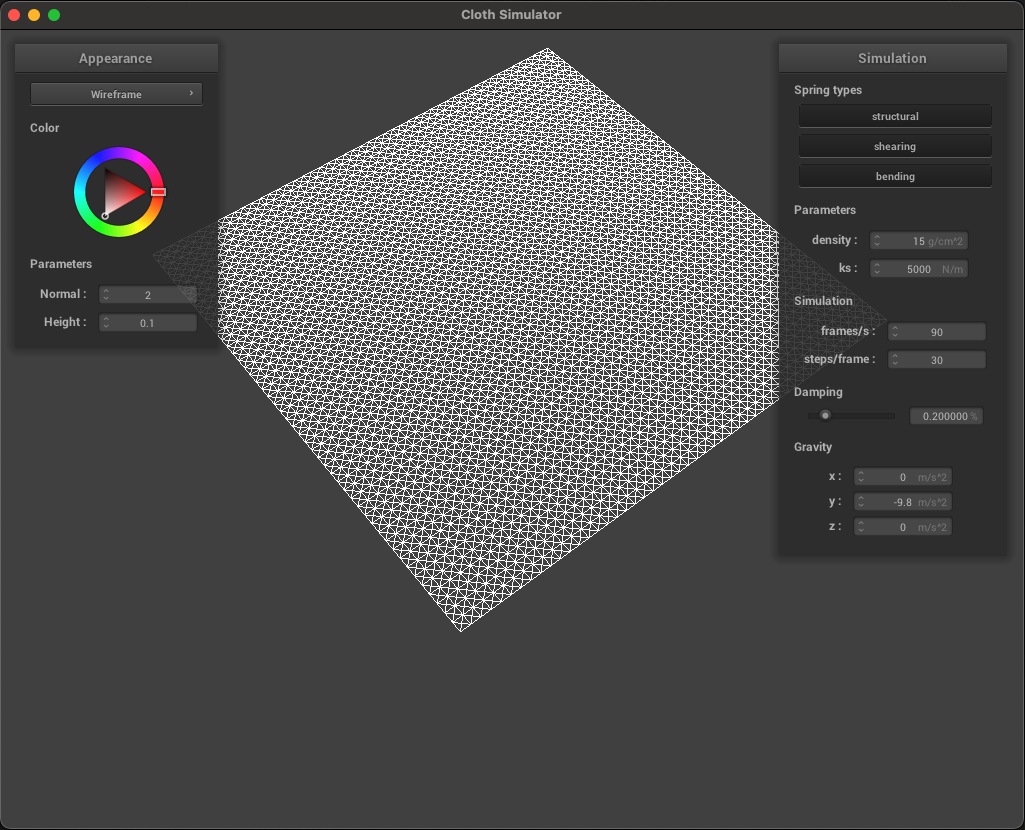 Cloth Simulator
Appearance
Wireframe
Color
Parameters
Normal : 2
Height : 0.1
Simulation
Spring types
structural
shearing
bending
Parameters
density : 15 g/cm^2
ks : 5000 N/m
Simulation
frames/s : 90
steps/frame : 30
Damping
0.200000 %
Gravity
x : 0 m/s^2
y : -9.8 m/s^2
z : 0 m/s^2